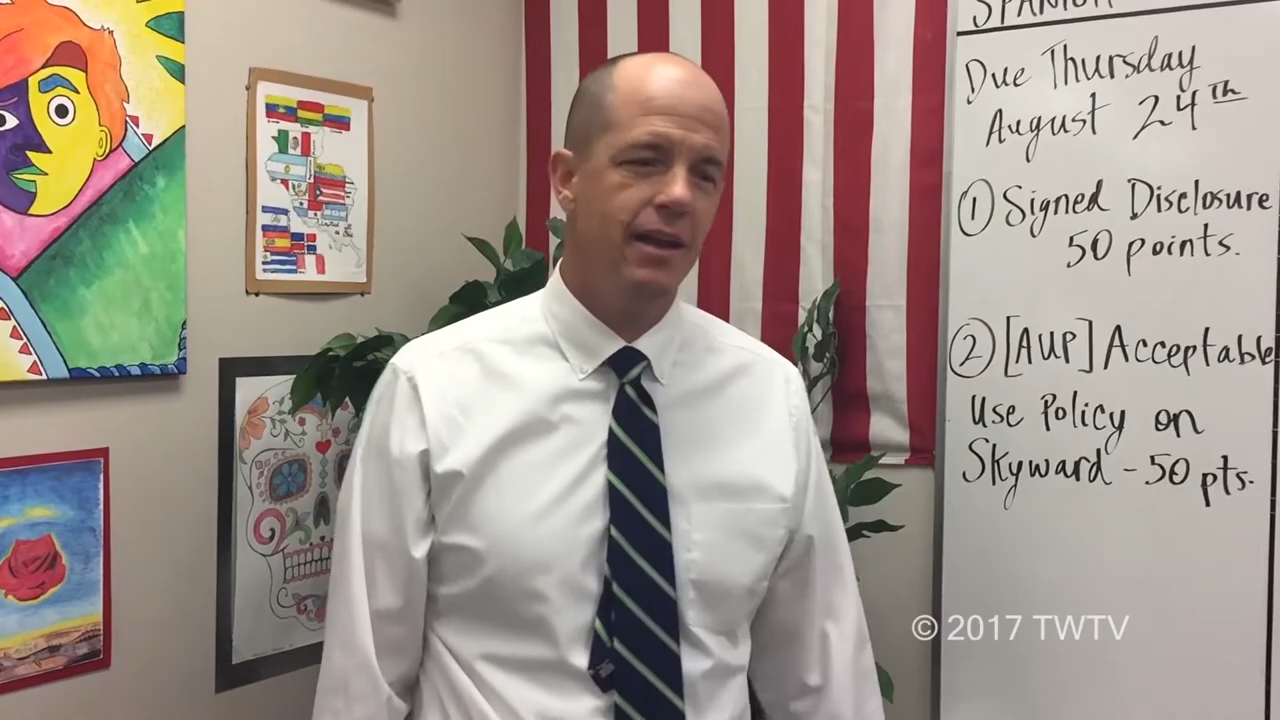 SPANISH
Due Thursday
August 24th
① Signed Disclosure
50 points.
② [AUP] Acceptable
Use Policy on
Skyward - 50 pts.
© 2017 TWTV